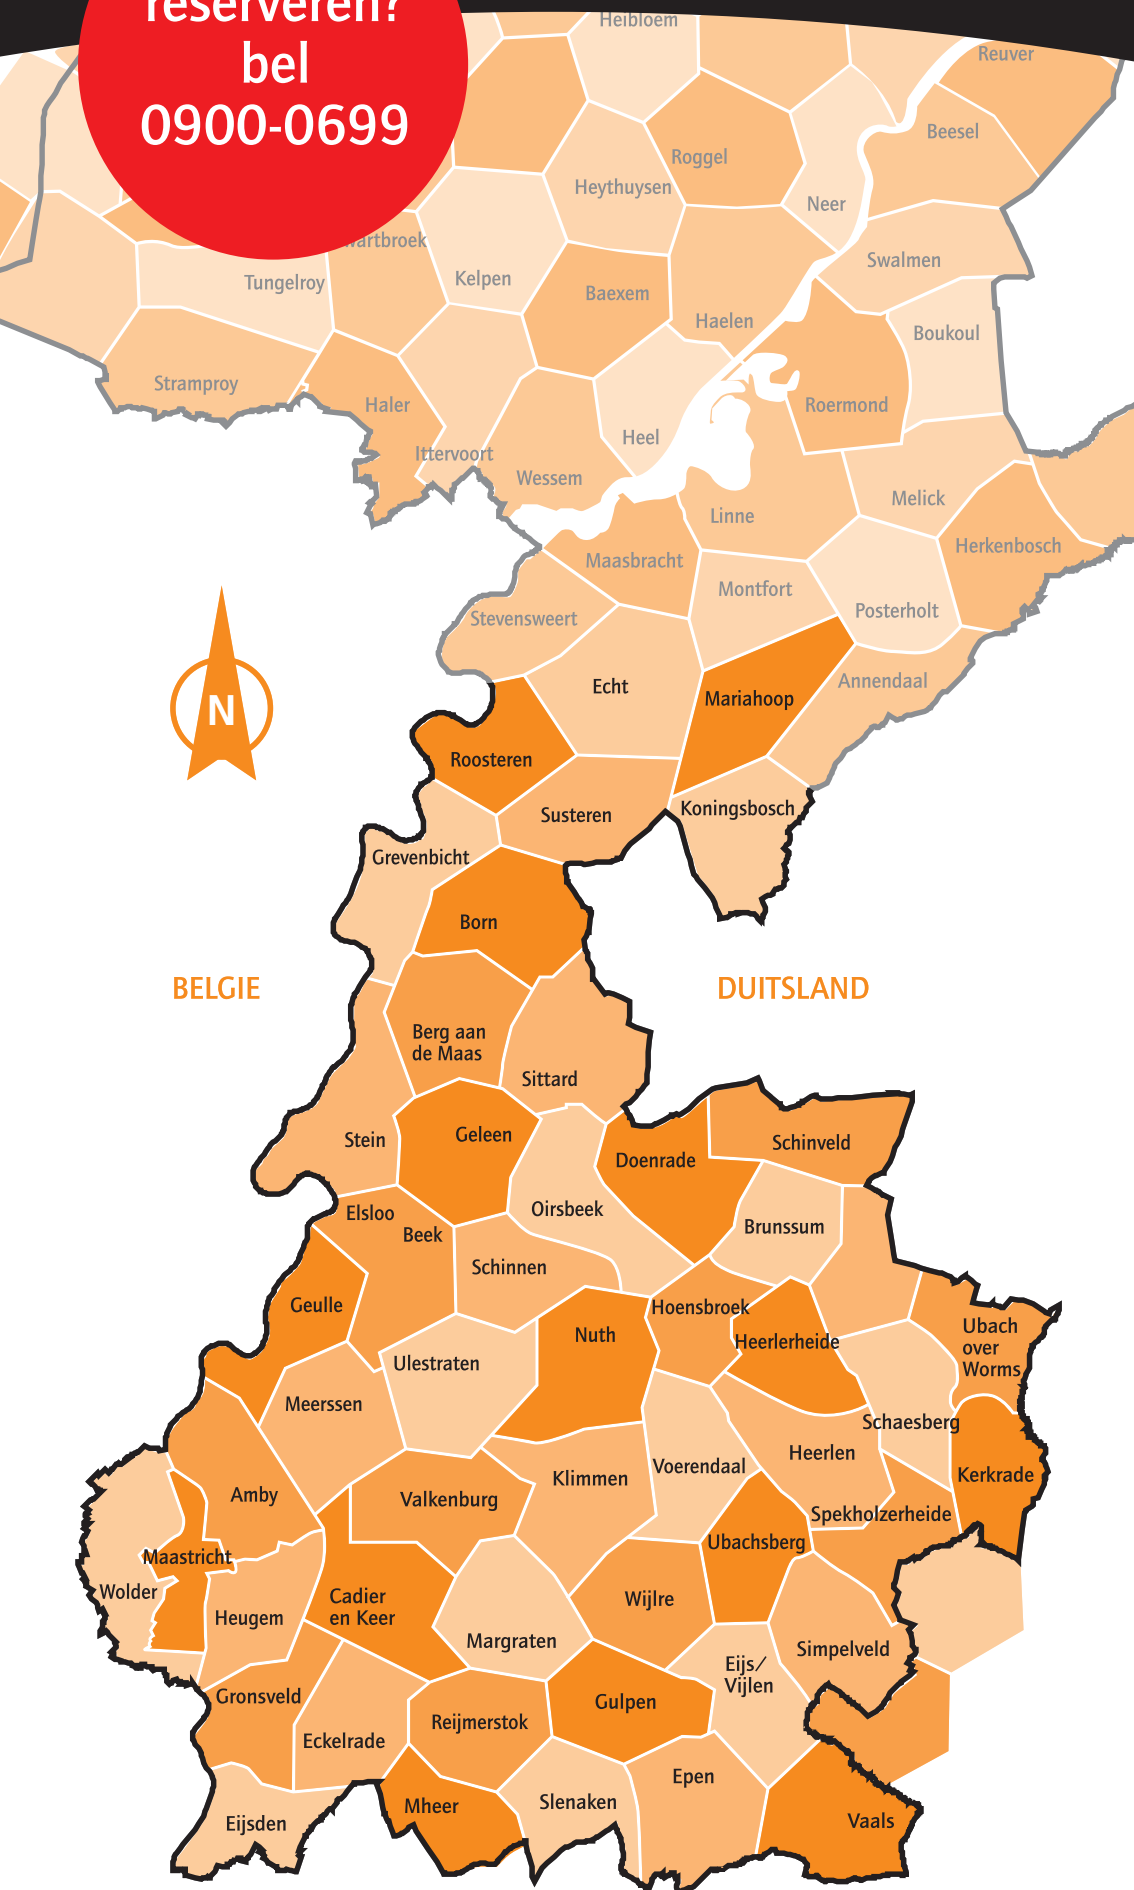 reserveren?
bel
0900-0699
Heibloem
Reuver
Beesel
Roggel
Heythuysen
Neer
artbroek
Swalmen
Kelpen
Tungelroy
Baexem
Haelen
Boukoul
Stramproy
Haler
Roermond
Heel
Ittervoort
Wessem
Melick
Linne
Herkenbosch
Maasbracht
Montfort
Posterholt
Stevensweert
Annendaal
Echt
Mariahoop
N
Roosteren
Koningsbosch
Susteren
Grevenbicht
Born
BELGIE
DUITSLAND
Berg aan
de Maas
Sittard
Stein
Geleen
Schinveld
Doenrade
Oirsbeek
Elsloo
Brunssum
Beek
Schinnen
Geulle
Hoensbroek
Nuth
Heerlerheide
Ubach
over
Worms
Ulestraten
Meerssen
Schaesberg
Heerlen
Voerendaal
Klimmen
Kerkrade
Amby
Valkenburg
Spekholzerheide
Ubachsberg
Maastricht
Wolder
Cadier
en Keer
Wijlre
Heugem
Margraten
Simpelveld
Eijs/
Vijlen
Gronsveld
Gulpen
Reijmerstok
Eckelrade
Epen
Slenaken
Mheer
Vaals
Eijsden